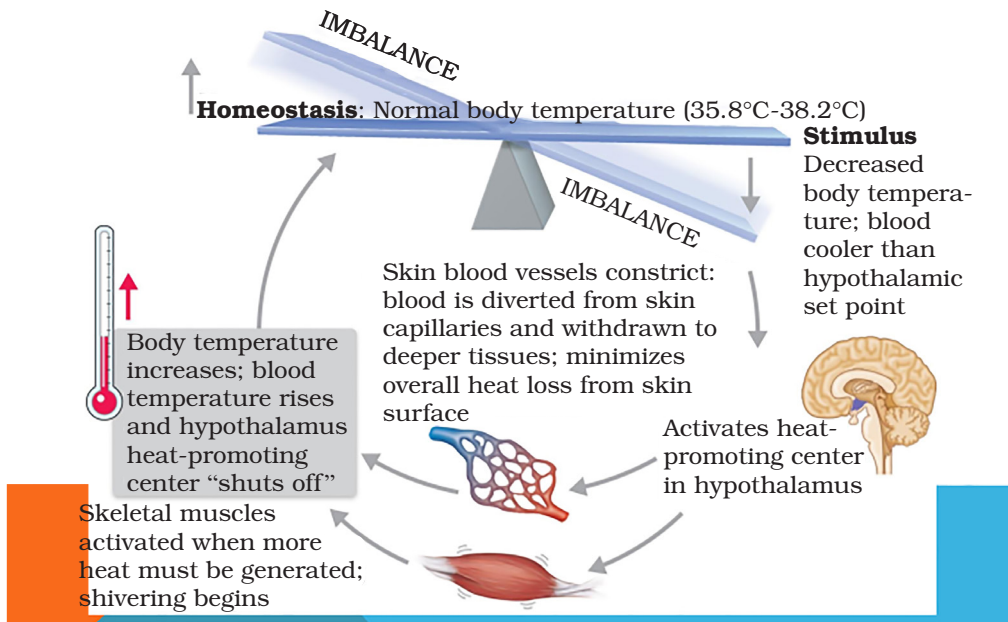 IMBALANCE
Homeostasis: Normal body temperature (35.8°C-38.2°C)
Stimulus
Decreased
body tempera-
ture; blood
cooler than
hypothalamic
set point
IMBALANCE
Skin blood vessels constrict:
blood is diverted from skin
capillaries and withdrawn to
deeper tissues; minimizes
overall heat loss from skin
surface
Activates heat-
promoting center
in hypothalamus
Body temperature
increases; blood
temperature rises
and hypothalamus
heat-promoting
center “shuts off”
Skeletal muscles
activated when more
heat must be generated;
shivering begins